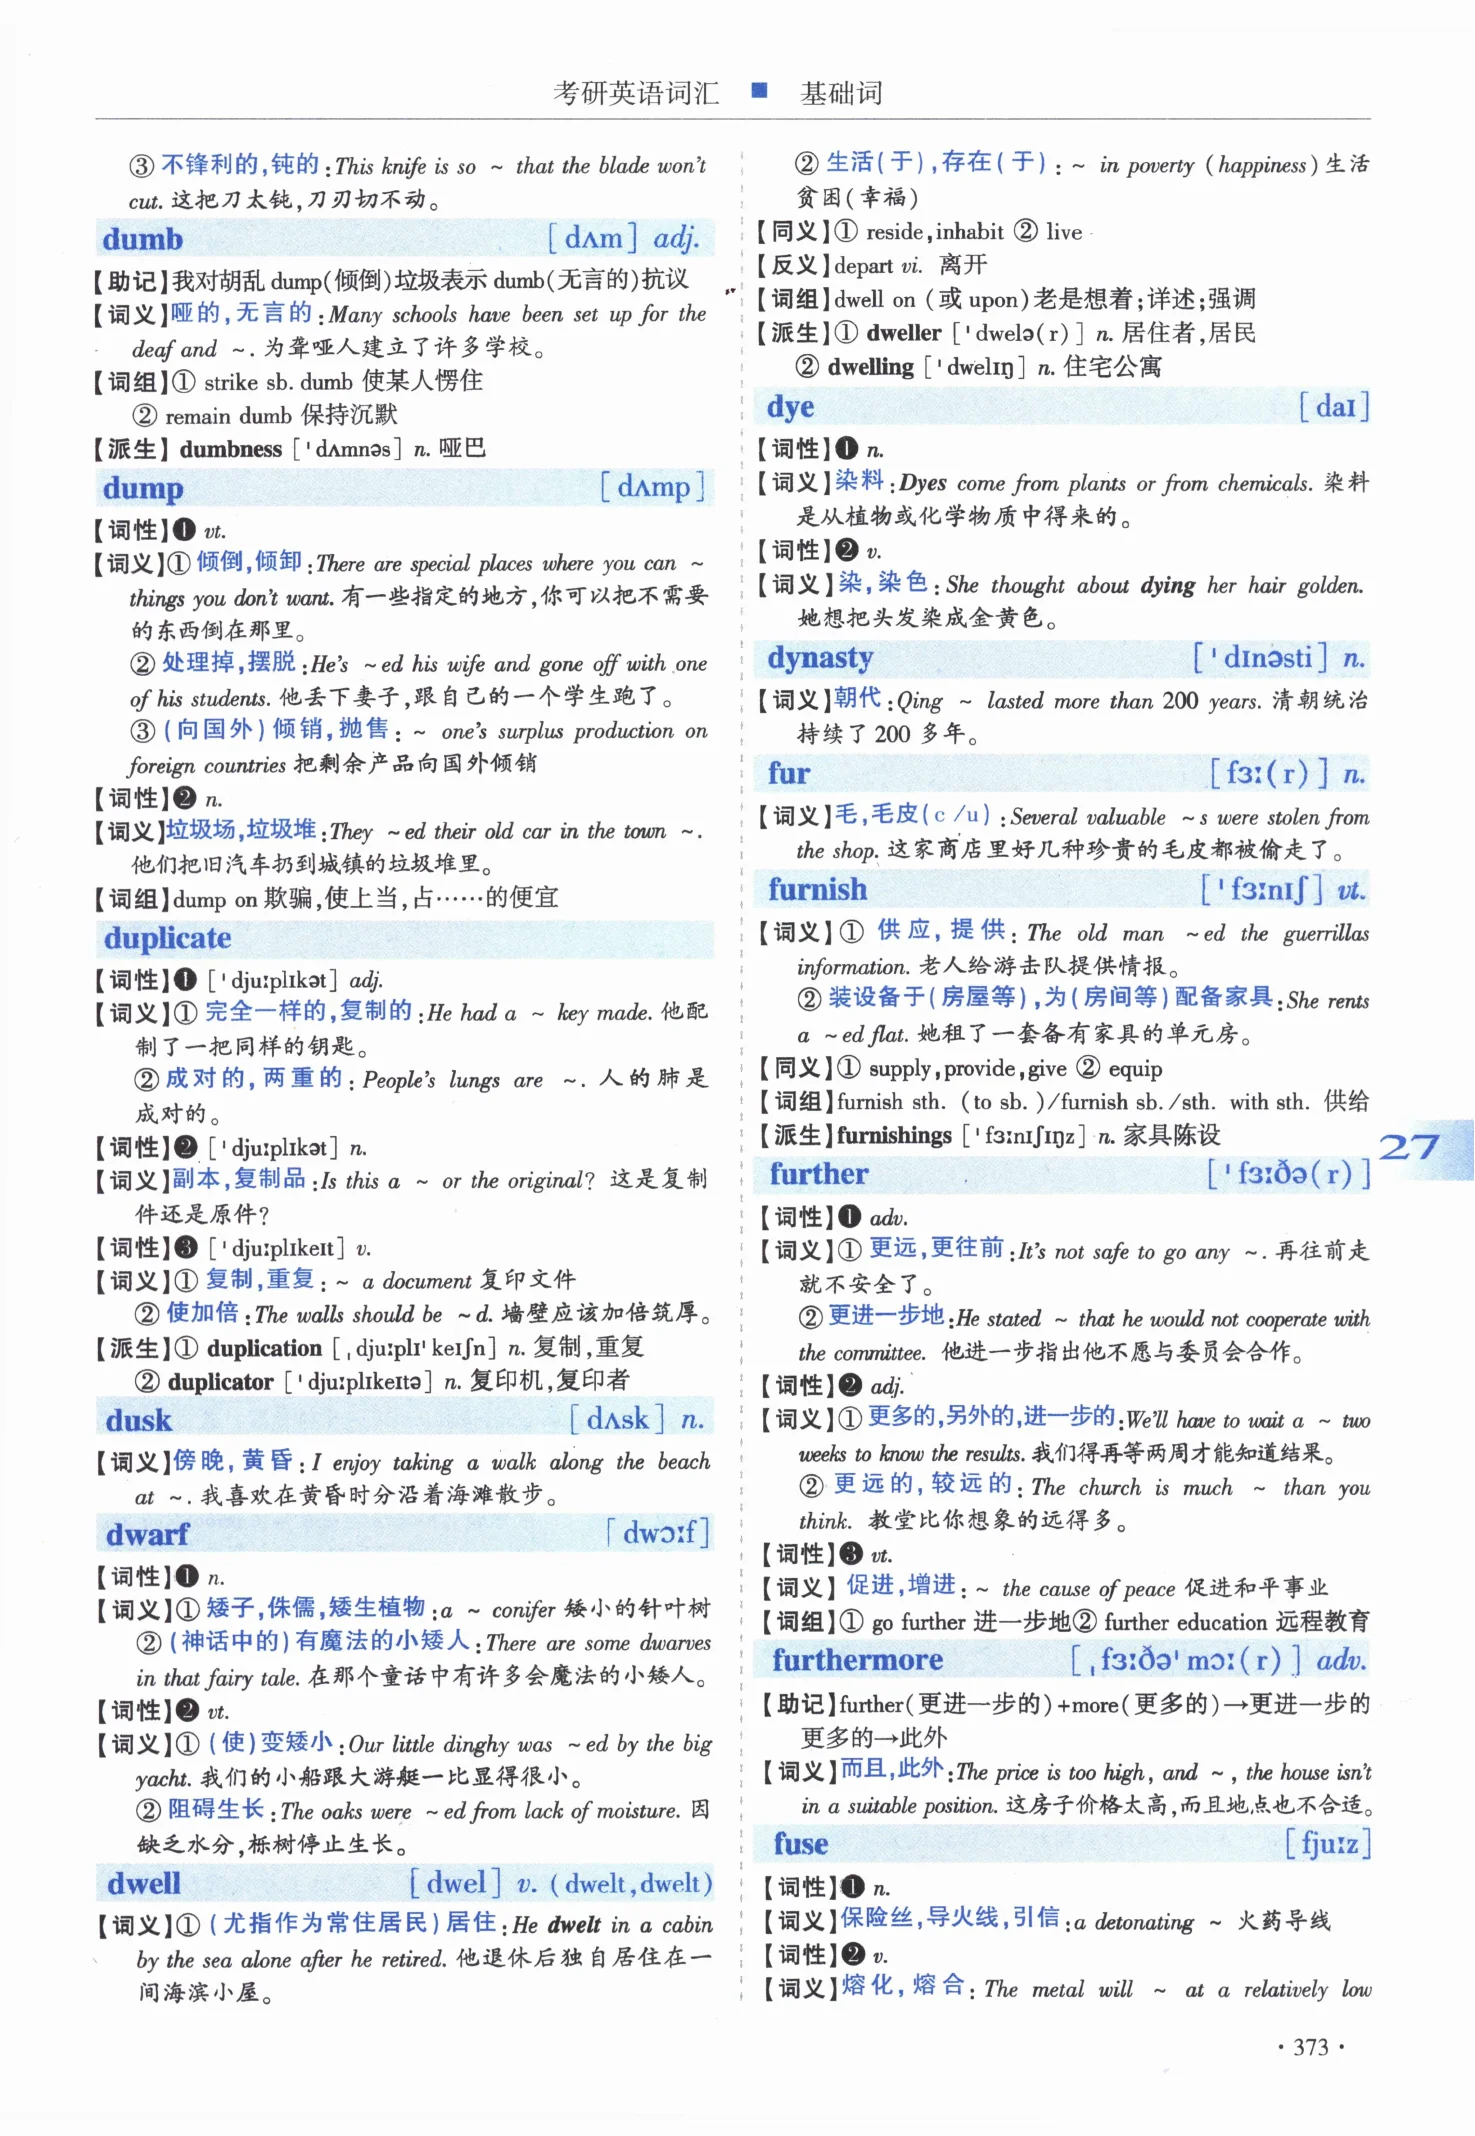 考研英语词汇 ■ 基础词
③ 不锋利的,钝的:This knife is so ~ that the blade won't
cut. 这把刀太钝,刀刃切不动。
dumb [dʌm] adj.
【助记】我对胡乱 dump(倾倒)垃圾表示 dumb(无言的)抗议
【词义】哑的,无言的:Many schools have been set up for the
deaf and ~. 为聋哑人建立了许多学校。
【词组】① strike sb. dumb 使某人愣住
② remain dumb 保持沉默
【派生】dumbness [ˈdʌmnəs] n. 哑巴
dump [dʌmp]
【词性】❶ vt.
【词义】① 倾倒,倾卸:There are special places where you can ~
things you don't want. 有一些指定的地方,你可以把不需要
的东西倒在那里。
② 处理掉,摆脱:He's ~ed his wife and gone off with one
of his students. 他丢下妻子,跟自己的一个学生跑了。
③ (向国外)倾销,抛售: ~ one's surplus production on
foreign countries 把剩余产品向国外倾销
【词性】❷ n.
【词义】垃圾场,垃圾堆:They ~ed their old car in the town ~.
他们把旧汽车扔到城镇的垃圾堆里。
【词组】dump on 欺骗,使上当,占……的便宜
duplicate
【词性】❶ [ˈdjuːplɪkət] adj.
【词义】① 完全一样的,复制的:He had a ~ key made. 他配
制了一把同样的钥匙。
② 成对的,两重的: People's lungs are ~. 人的肺是
成对的。
【词性】❷ [ˈdjuːplɪkət] n.
【词义】副本,复制品:Is this a ~ or the original? 这是复制
件还是原件?
【词性】❸ [ˈdjuːplɪkeɪt] v.
【词义】① 复制,重复: ~ a document 复印文件
② 使加倍:The walls should be ~d. 墙壁应该加倍筑厚。
【派生】① duplication [ˌdjuːplɪˈkeɪʃn] n. 复制,重复
② duplicator [ˈdjuːplɪkeɪtə] n. 复印机,复印者
dusk [dʌsk] n.
【词义】傍晚,黄昏:I enjoy taking a walk along the beach
at ~. 我喜欢在黄昏时分沿着海滩散步。
dwarf [dwɔːf]
【词性】❶ n.
【词义】① 矮子,侏儒,矮生植物:a ~ conifer 矮小的针叶树
② (神话中的)有魔法的小矮人:There are some dwarves
in that fairy tale. 在那个童话中有许多会魔法的小矮人。
【词性】❷ vt.
【词义】① (使)变矮小:Our little dinghy was ~ed by the big
yacht. 我们的小船跟大游艇一比显得很小。
② 阻碍生长:The oaks were ~ed from lack of moisture. 因
缺乏水分,栎树停止生长。
dwell [dwel] v. (dwelt,dwelt)
【词义】① (尤指作为常住居民)居住:He dwelt in a cabin
by the sea alone after he retired. 他退休后独自居住在一
间海滨小屋。
② 生活(于),存在(于): ~ in poverty (happiness)生活
贫困(幸福)
【同义】① reside,inhabit ② live
【反义】depart vi. 离开
【词组】dwell on (或 upon)老是想着;详述;强调
【派生】① dweller [ˈdwelə(r)] n. 居住者,居民
② dwelling [ˈdwelɪŋ] n. 住宅公寓
dye [daɪ]
【词性】❶ n.
【词义】染料:Dyes come from plants or from chemicals. 染料
是从植物或化学物质中得来的。
【词性】❷ v.
【词义】染,染色:She thought about dying her hair golden.
她想把头发染成金黄色。
dynasty [ˈdɪnəsti] n.
【词义】朝代:Qing ~ lasted more than 200 years. 清朝统治
持续了 200 多年。
fur [fɜː(r)] n.
【词义】毛,毛皮(c /u) :Several valuable ~s were stolen from
the shop. 这家商店里好几种珍贵的毛皮都被偷走了。
furnish [ˈfɜːnɪʃ] vt.
【词义】① 供应,提供: The old man ~ed the guerrillas
information. 老人给游击队提供情报。
② 装设备于(房屋等),为(房间等)配备家具:She rents
a ~ed flat. 她租了一套备有家具的单元房。
【同义】① supply,provide,give ② equip
【词组】furnish sth. (to sb. )/furnish sb. /sth. with sth. 供给
【派生】furnishings [ˈfɜːnɪʃɪŋz] n. 家具陈设
27
further [ˈfɜːðə(r)]
【词性】❶ adv.
【词义】① 更远,更往前:It's not safe to go any ~. 再往前走
就不安全了。
② 更进一步地:He stated ~ that he would not cooperate with
the committee. 他进一步指出他不愿与委员会合作。
【词性】❷ adj.
【词义】① 更多的,另外的,进一步的:We'll have to wait a ~ two
weeks to know the results. 我们得再等两周才能知道结果。
② 更远的,较远的: The church is much ~ than you
think. 教堂比你想象的远得多。
【词性】❸ vt.
【词义】 促进,增进: ~ the cause of peace 促进和平事业
【词组】① go further 进一步地② further education 远程教育
furthermore [ˌfɜːðəˈmɔː(r)] adv.
【助记】further(更进一步的)+more(更多的)→更进一步的
更多的→此外
【词义】而且,此外:The price is too high, and ~ , the house isn't
in a suitable position. 这房子价格太高,而且地点也不合适。
fuse [fjuːz]
【词性】❶ n.
【词义】保险丝,导火线,引信:a detonating ~ 火药导线
【词性】❷ v.
【词义】熔化,熔合: The metal will ~ at a relatively low
· 373 ·